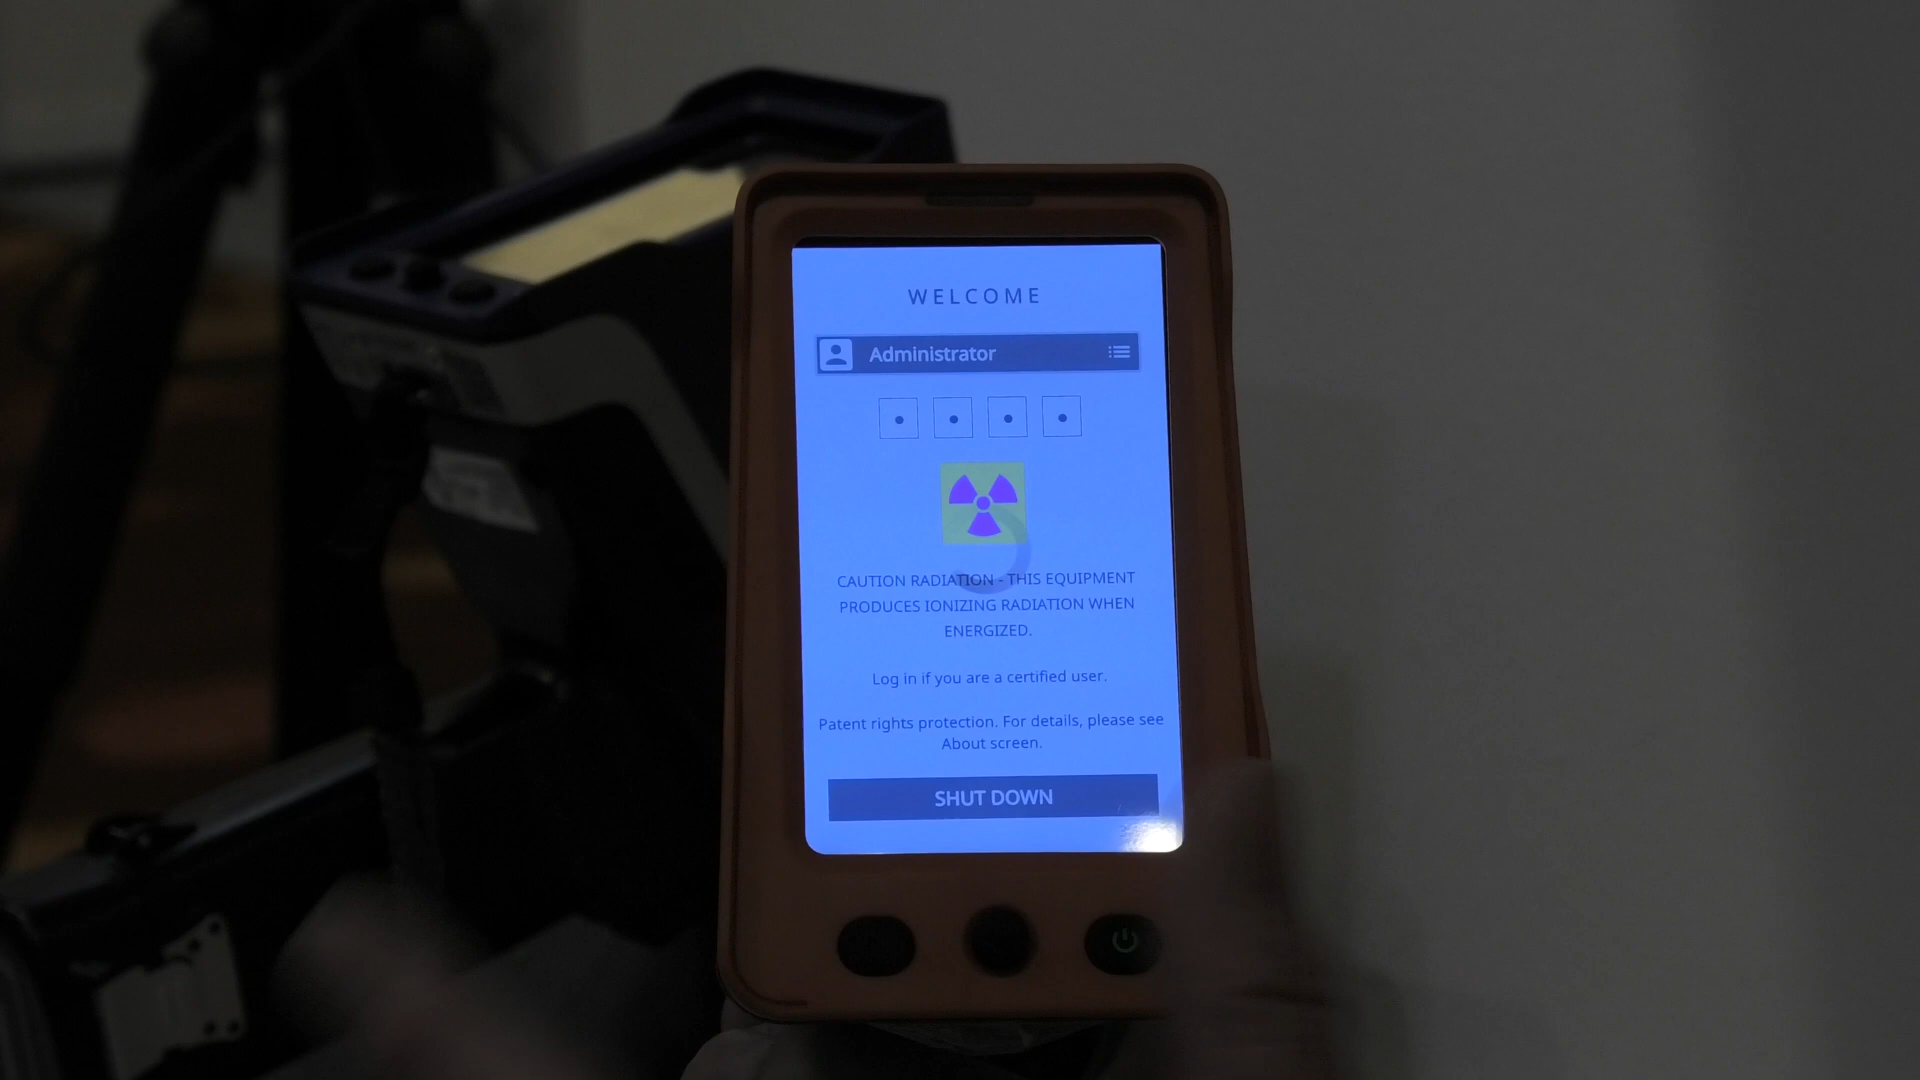 WELCOME
Administrator
CAUTION RADIATION - THIS EQUIPMENT
PRODUCES IONIZING RADIATION WHEN
ENERGIZED.
Log in if you are a certified user.
Patent rights protection. For details, please see
About screen.
SHUT DOWN